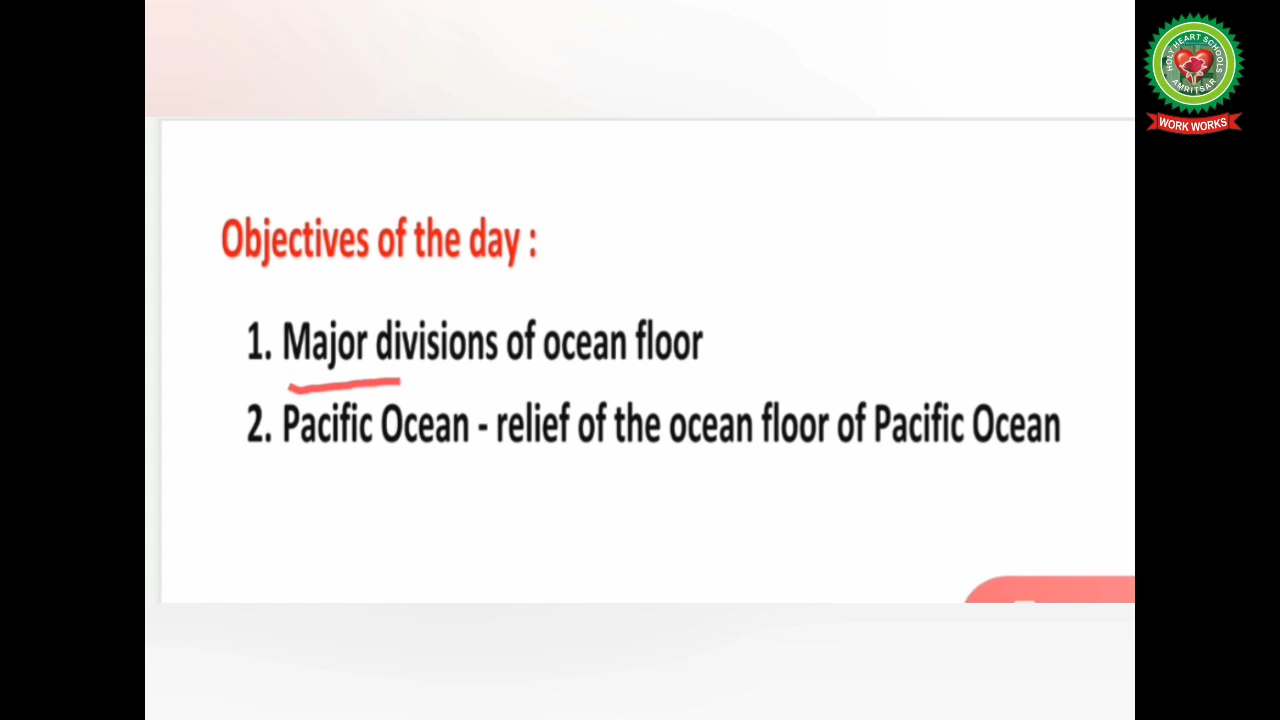 HOLY HEART SCHOOLS
AMRITSAR
WORK WORKS
Objectives of the day :
1. Major divisions of ocean floor
2. Pacific Ocean - relief of the ocean floor of Pacific Ocean